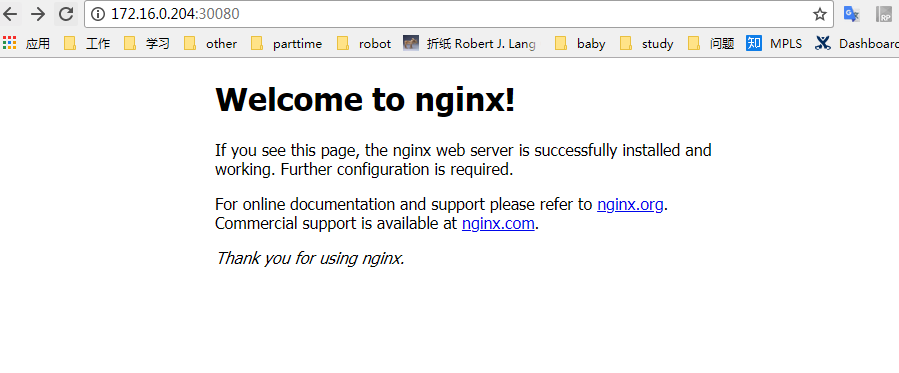 172.16.0.204:30080
应用 工作 学习 other parttime robot 折纸 Robert J. Lang baby study 问题 知 MPLS Dashboard
Welcome to nginx!
If you see this page, the nginx web server is successfully installed and
working. Further configuration is required.
For online documentation and support please refer to nginx.org.
Commercial support is available at nginx.com.
Thank you for using nginx.